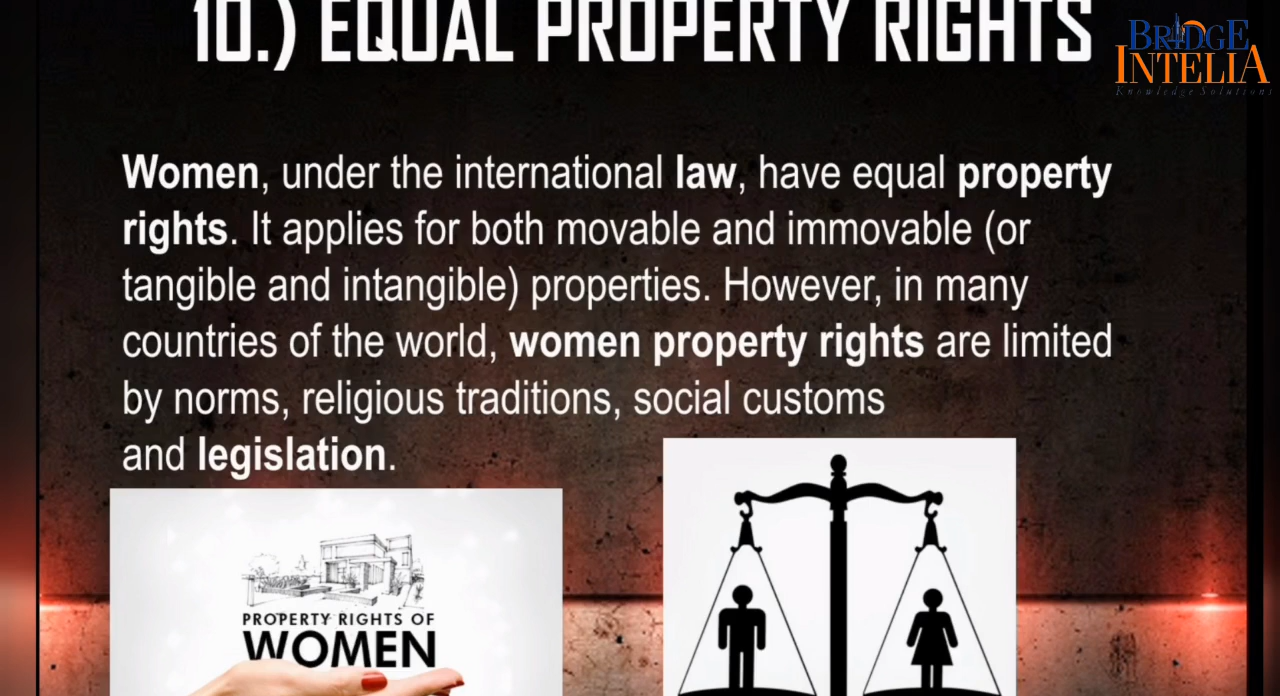 10.) EQUAL PROPERTY RIGHTS
BRIDGE
INTELIA
Knowledge Solutions
Women, under the international law, have equal property
rights. It applies for both movable and immovable (or
tangible and intangible) properties. However, in many
countries of the world, women property rights are limited
by norms, religious traditions, social customs
and legislation.
PROPERTY RIGHTS OF
WOMEN